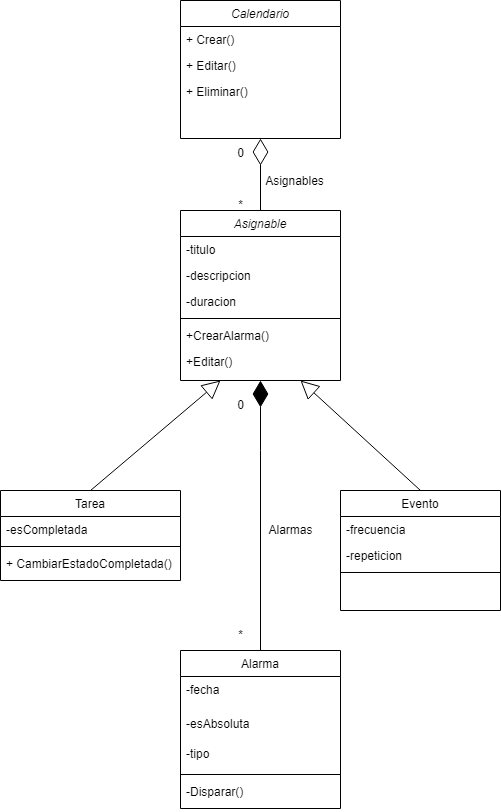 Calendario
+ Crear()
+ Editar()
+ Eliminar()
0
Asignables
*
Asignable
-titulo
-descripcion
-duracion
+CrearAlarma()
+Editar()
0
Tarea
-esCompletada
+ CambiarEstadoCompletada()
Alarmas
Evento
-frecuencia
-repeticion
*
Alarma
-fecha
-esAbsoluta
-tipo
-Disparar()